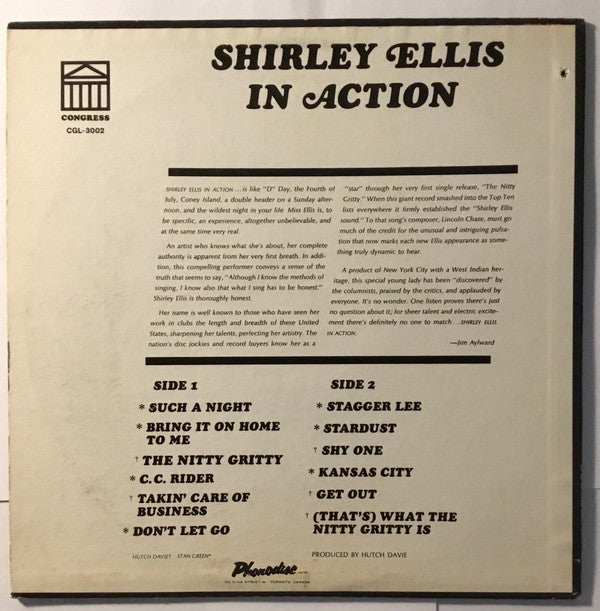 SHIRLEY ELLIS
IN ACTION
CONGRESS
CGL-3002
SHIRLEY ELLIS IN ACTION... is like "D" Day, the Fourth of
July, Coney Island, a double header on a Sunday after-
noon, and the wildest night in your life. Miss Ellis is, to
be specific, an experience, altogether unbelievable, and
at the same time very real.
An artist who knows what she's about, her complete
authority is apparent from her very first breath. In addi-
tion, this compelling performer conveys a sense of the
truth that seems to say, "Although I know the methods of
singing, I know also that what I sing has to be honest."
Shirley Ellis is thoroughly honest.
Her name is well known to those who have seen her
work in clubs the length and breadth of these United
States, sharpening her talents, perfecting her artistry. The
nation's disc jockies and record buyers know her as a
"star" through her very first single release, "The Nitty
Gritty." When this giant record smashed into the Top Ten
lists everywhere it firmly established the "Shirley Ellis
sound." To that song's composer, Lincoln Chase, must go
much of the credit for the unusual and intriguing pulsa-
tion that now marks each new Ellis appearance as some-
thing truly dynamic to hear.
A product of New York City with a West Indian her-
itage, this special young lady has been "discovered" by
the columnists, praised by the critics, and applauded by
everyone. It's no wonder. One listen proves there's just
no question about it; for sheer talent and electric excite-
ment there's definitely no one to match...SHIRLEY ELLIS
IN ACTION.
—Jim Aylward
SIDE 1
* SUCH A NIGHT
* BRING IT ON HOME
TO ME
† THE NITTY GRITTY
* C.C. RIDER
† TAKIN' CARE OF
BUSINESS
* DON'T LET GO
SIDE 2
* STAGGER LEE
* STARDUST
† SHY ONE
* KANSAS CITY
† GET OUT
† (THAT'S) WHAT THE
NITTY GRITTY IS
HUTCH DAVIE† STAN GREEN*
PRODUCED BY HUTCH DAVIE
Phonodisc
KING STREET W. TORONTO, CANADA